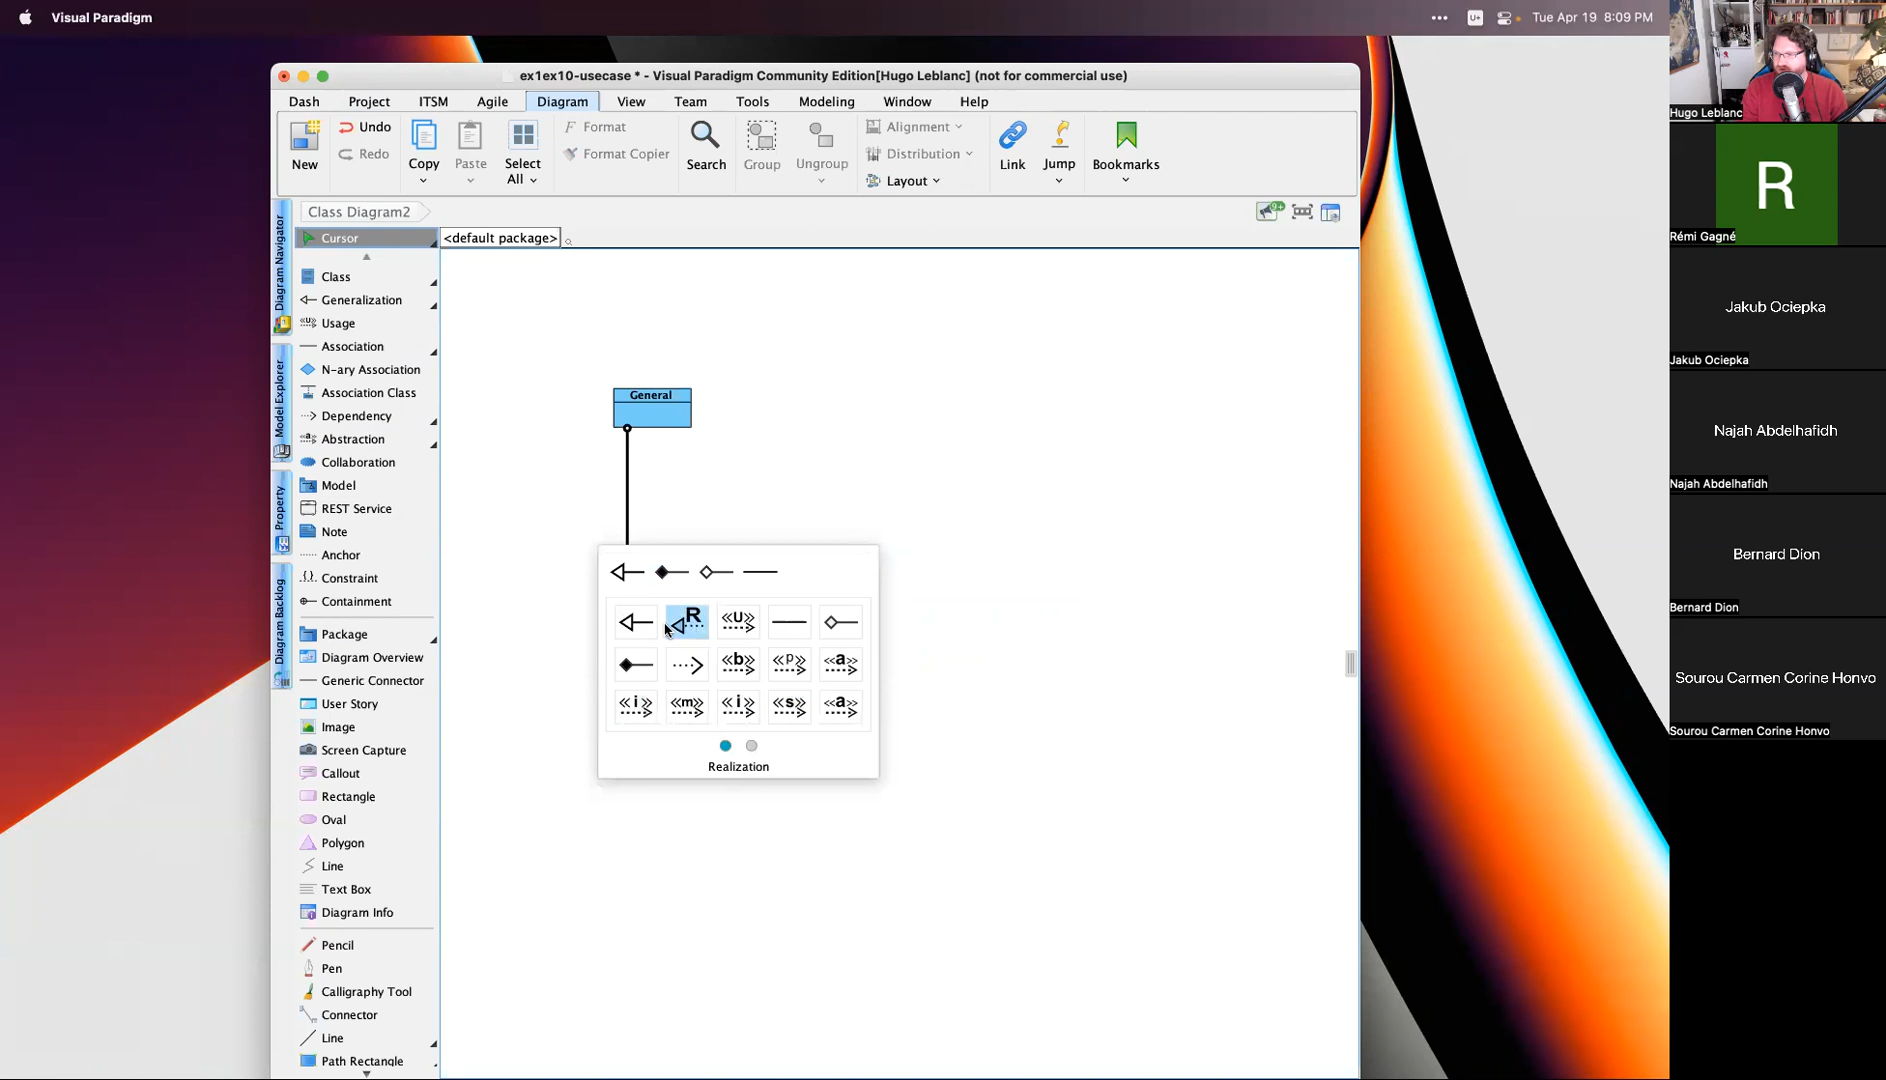 Visual Paradigm
Tue Apr 19 8:09 PM
ex1ex10-usecase * - Visual Paradigm Community Edition[Hugo Leblanc] (not for commercial use)
Dash Project ITSM Agile Diagram View Team Tools Modeling Window Help
New
Undo
Redo
Copy
Paste
Select
All
Format
Format Copier
Search
Group
Ungroup
Alignment
Distribution
Layout
Link
Jump
Bookmarks
Class Diagram2
9+
Diagram Navigator
Model Explorer
Property
Diagram Backlog
Cursor
<default package>
Class
Generalization
Usage
Association
N-ary Association
Association Class
Dependency
Abstraction
Collaboration
Model
REST Service
Note
Anchor
Constraint
Containment
Package
Diagram Overview
Generic Connector
User Story
Image
Screen Capture
Callout
Rectangle
Oval
Polygon
Line
Text Box
Diagram Info
Pencil
Pen
Calligraphy Tool
Connector
Line
Path Rectangle
General
R
«U»
«b» «p» «a»
«i» «m» «i» «s» «a»
Realization
Hugo Leblanc
R
Rémi Gagné
Jakub Ociepka
Jakub Ociepka
Najah Abdelhafidh
Najah Abdelhafidh
Bernard Dion
Bernard Dion
Sourou Carmen Corine Honvo
Sourou Carmen Corine Honvo